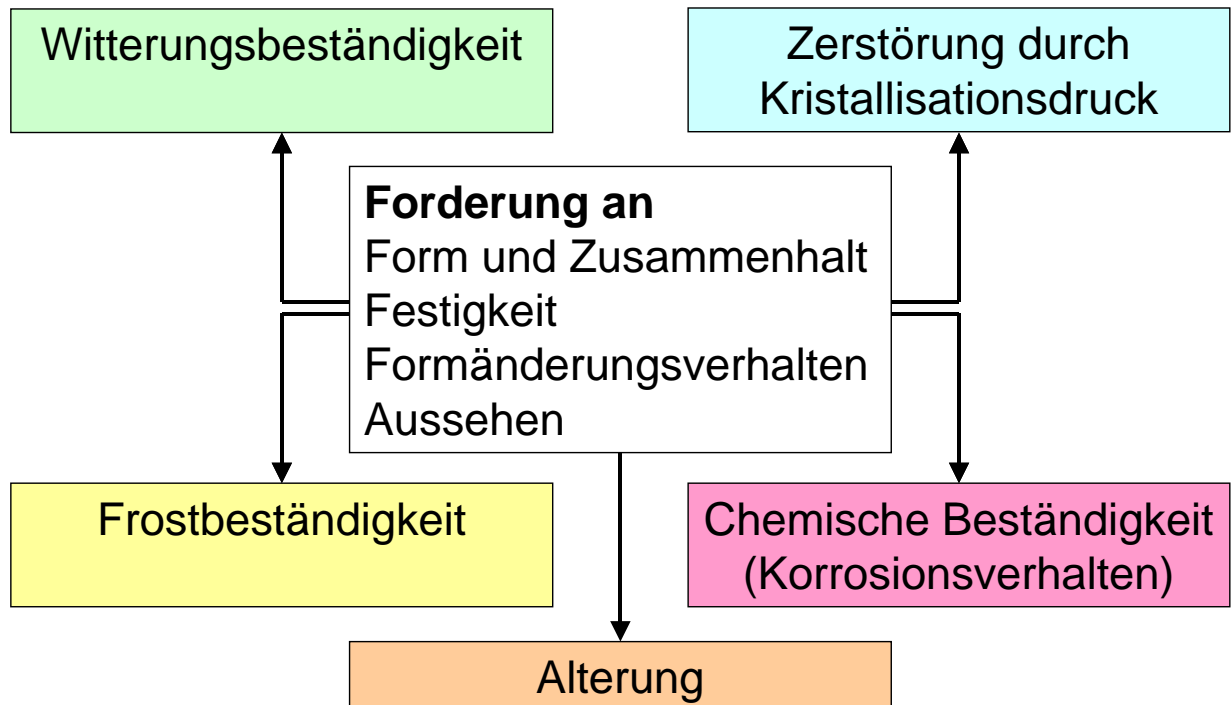 Witterungsbeständigkeit
Zerstörung durch
Kristallisationsdruck
Forderung an
Form und Zusammenhalt
Festigkeit
Formänderungsverhalten
Aussehen
Frostbeständigkeit
Chemische Beständigkeit
(Korrosionsverhalten)
Alterung